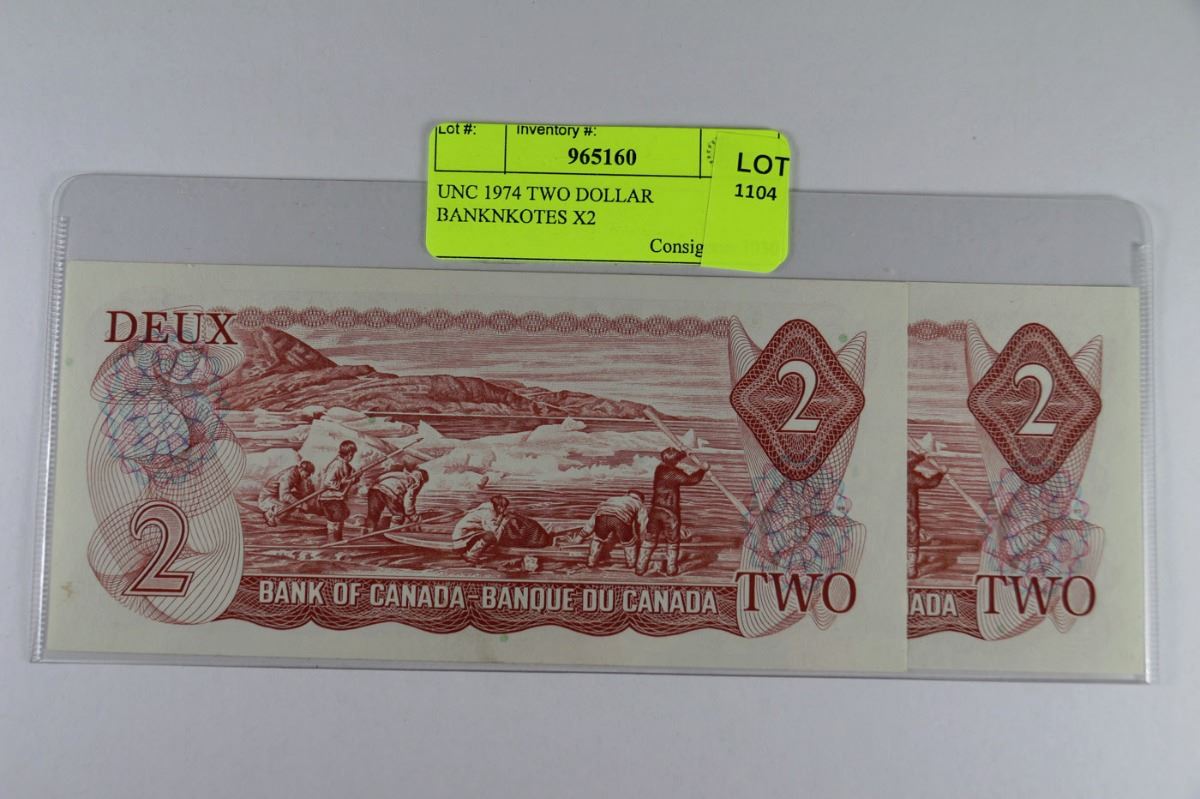 Lot #: Inventory #:
965160
LOT
1104
UNC 1974 TWO DOLLAR
BANKNKOTES X2
Consig
DEUX
2 2
2
BANK OF CANADA-BANQUE DU CANADA
TWO
ADA TWO